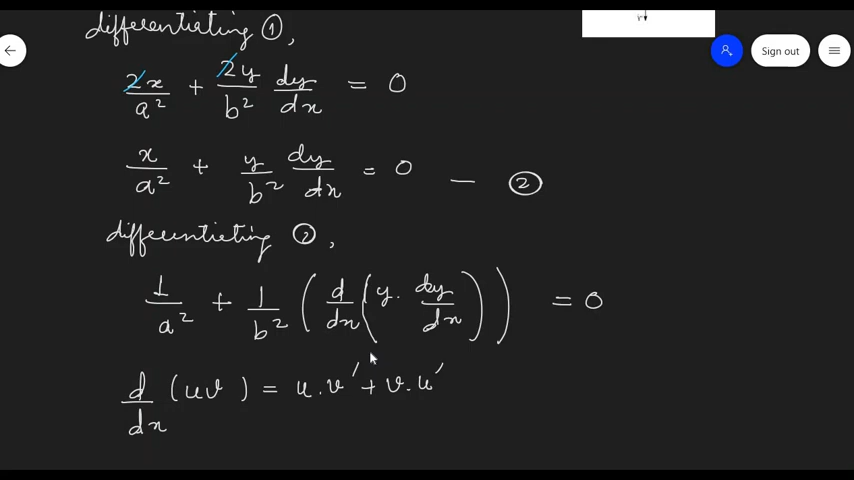 differentiating ①,
Sign out
2x/a² + 2y/b² dy/dx = 0
x/a² + y/b² dy/dx = 0 — ②
differentieting ②,
1/a² + 1/b² (d/dx (y. dy/dx)) = 0
d/dx (uv) = u.v' + v.u'